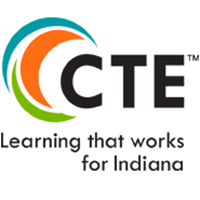 CTE™
Learning that works
for Indiana